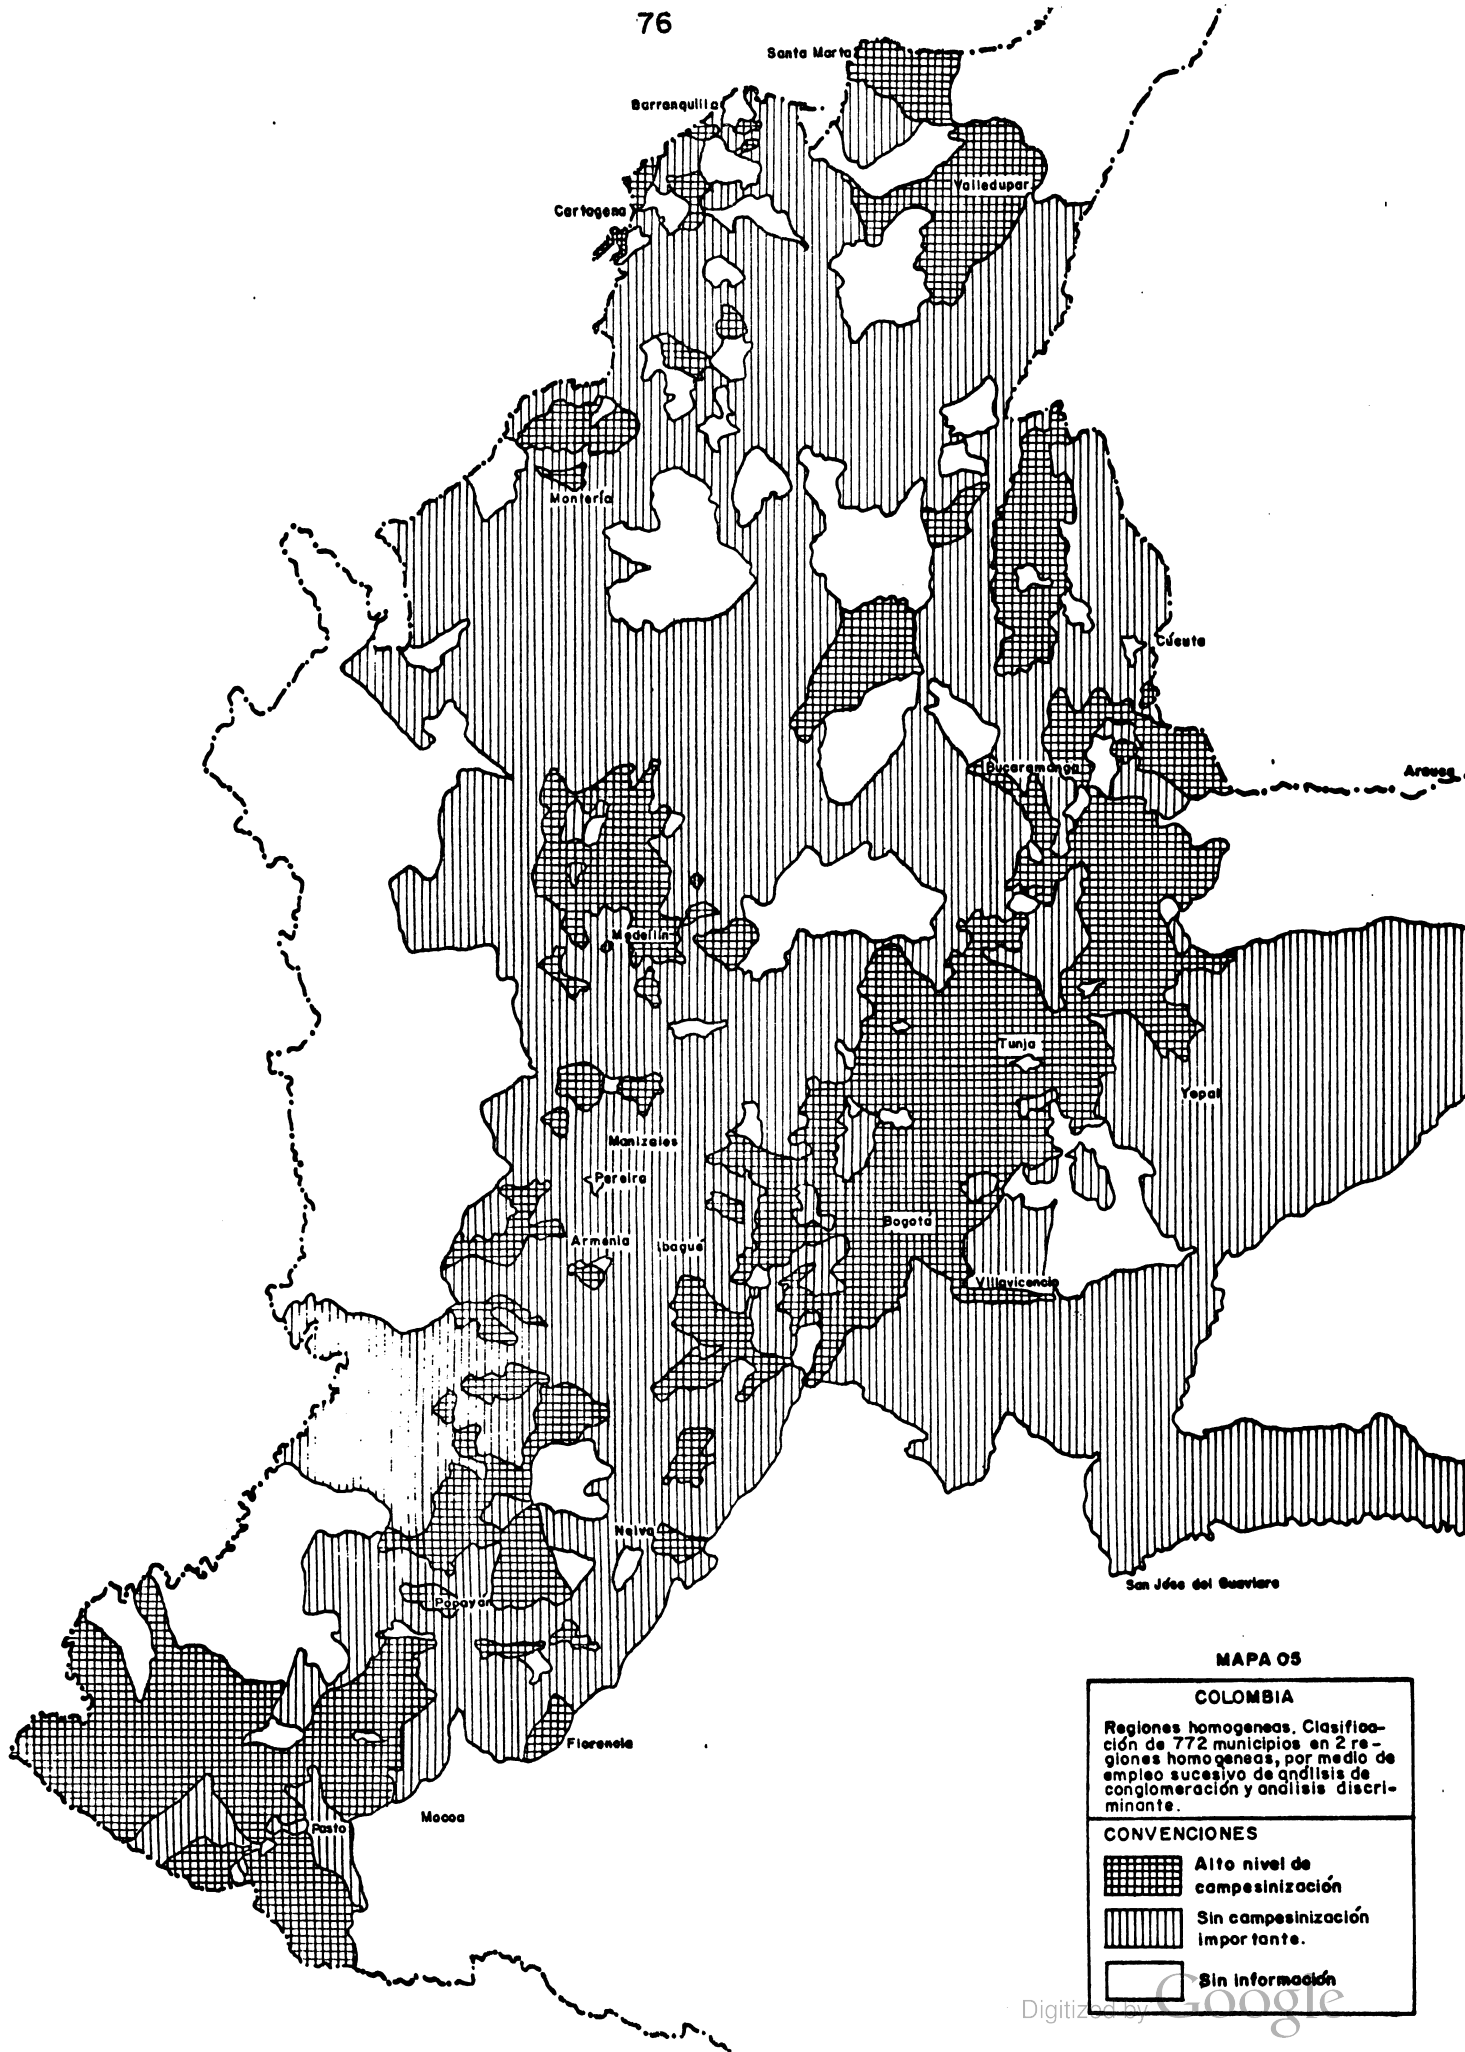 76
Santa Marta
Barranquilla
Valledupar
Cartagena
Montería
Cúcuta
Bucaramanga
Arauca
Medellín
Tunja
Yopal
Manizales
Pereira
Bogotá
Armenia
Ibagué
Villavicencio
Neiva
San Jóse del Guaviare
Popayán
Florencia
Mocoa
Pasto
MAPA 05
COLOMBIA
Regiones homogeneas. Clasifica-
ción de 772 municipios en 2 re-
giones homogeneas, por medio de
empleo sucesivo de análisis de
conglomeración y análisis discri-
minante.
CONVENCIONES
Alto nivel de
campesinización
Sin campesinización
importante.
Sin información
Digitized by Google